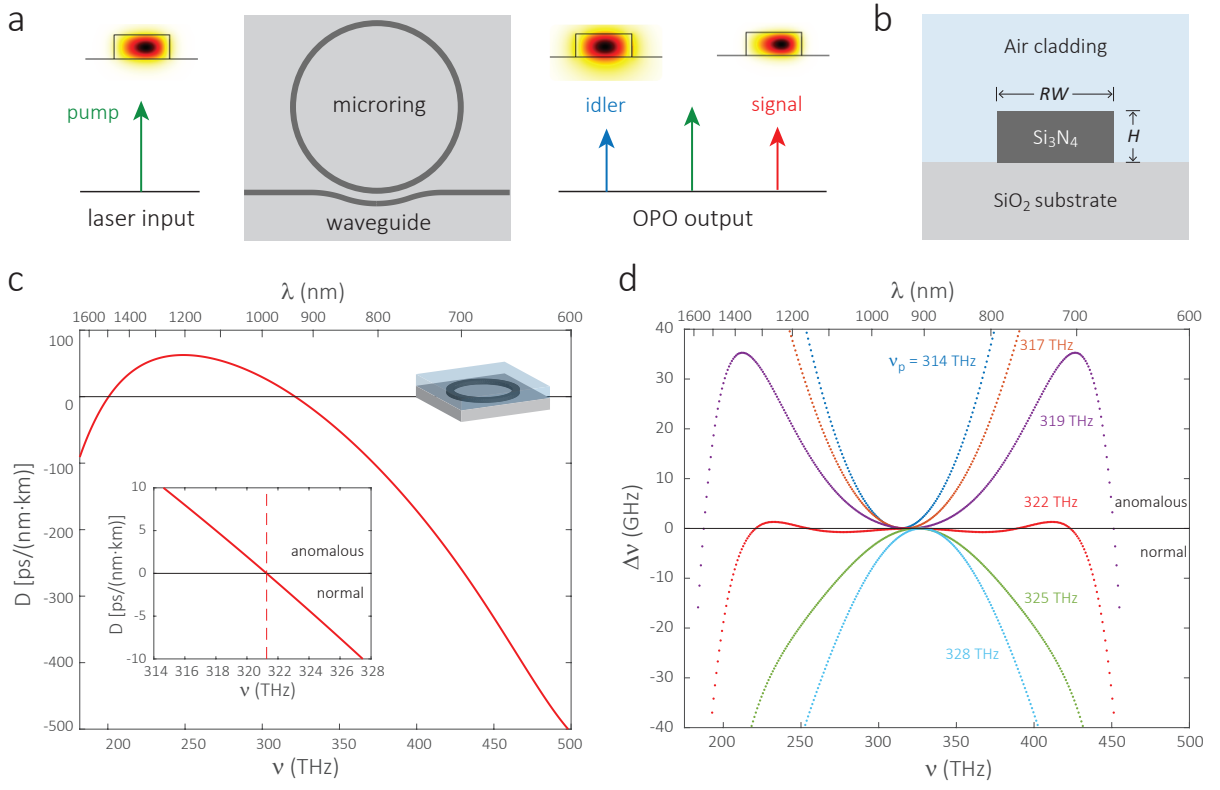 a
pump
laser input
microring
waveguide
idler
signal
OPO output
b
Air cladding
RW
Si₃N₄
H
SiO₂ substrate
c
λ (nm)
1600 1400 1200 1000 900 800 700 600
D [ps/(nm·km)]
100
0
-100
-200
-300
-400
-500
200 250 300 350 400 450 500
ν (THz)
D [ps/(nm·km)]
10
5
0
-5
-10
anomalous
normal
314 316 318 320 322 324 326 328
ν (THz)
d
λ (nm)
1600 1400 1200 1000 900 800 700 600
Δν (GHz)
40
30
20
10
0
-10
-20
-30
-40
νp = 314 THz
317 THz
319 THz
322 THz
anomalous
normal
325 THz
328 THz
200 250 300 350 400 450 500
ν (THz)